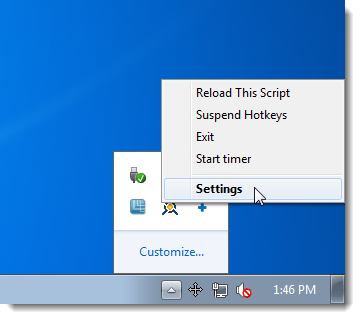 Reload This Script
Suspend Hotkeys
Exit
Start timer
Settings
Customize...
1:46 PM